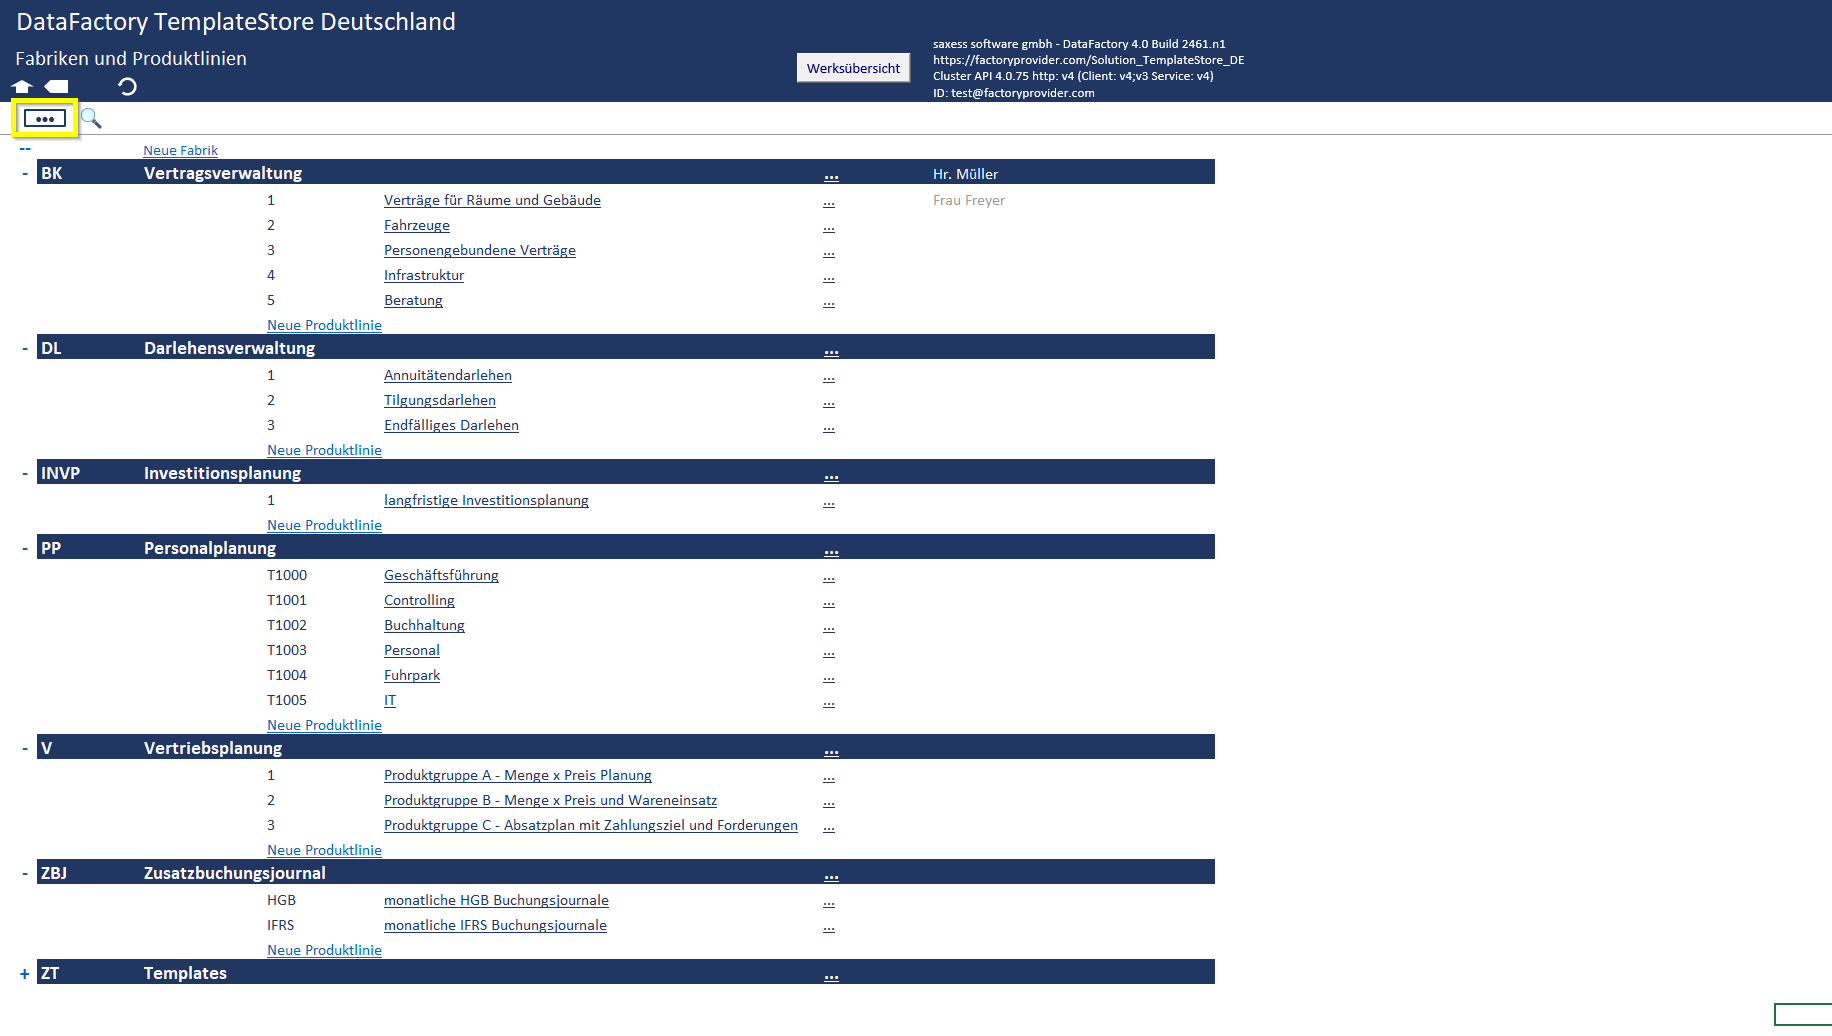 DataFactory TemplateStore Deutschland
Fabriken und Produktlinien
Werksübersicht
saxess software gmbh - DataFactory 4.0 Build 2461.n1
https://factoryprovider.com/Solution_TemplateStore_DE
Cluster API 4.0.75 http: v4 (Client: v4;v3 Service: v4)
ID: test@factoryprovider.com
•••
-- Neue Fabrik
- BK Vertragsverwaltung ... Hr. Müller
1 Verträge für Räume und Gebäude ... Frau Freyer
2 Fahrzeuge ...
3 Personengebundene Verträge ...
4 Infrastruktur ...
5 Beratung ...
Neue Produktlinie
- DL Darlehensverwaltung ...
1 Annuitätendarlehen ...
2 Tilgungsdarlehen ...
3 Endfälliges Darlehen ...
Neue Produktlinie
- INVP Investitionsplanung ...
1 langfristige Investitionsplanung ...
Neue Produktlinie
- PP Personalplanung ...
T1000 Geschäftsführung ...
T1001 Controlling ...
T1002 Buchhaltung ...
T1003 Personal ...
T1004 Fuhrpark ...
T1005 IT ...
Neue Produktlinie
- V Vertriebsplanung ...
1 Produktgruppe A - Menge x Preis Planung ...
2 Produktgruppe B - Menge x Preis und Wareneinsatz ...
3 Produktgruppe C - Absatzplan mit Zahlungsziel und Forderungen ...
Neue Produktlinie
- ZBJ Zusatzbuchungsjournal ...
HGB monatliche HGB Buchungsjournale ...
IFRS monatliche IFRS Buchungsjournale ...
Neue Produktlinie
+ ZT Templates ...